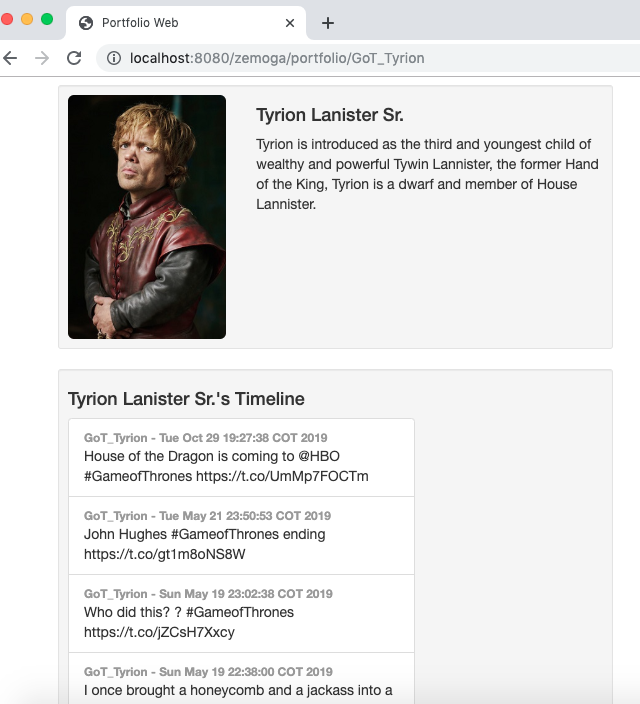 Portfolio Web
localhost:8080/zemoga/portfolio/GoT_Tyrion
Tyrion Lanister Sr.
Tyrion is introduced as the third and youngest child of
wealthy and powerful Tywin Lannister, the former Hand
of the King, Tyrion is a dwarf and member of House
Lannister.
Tyrion Lanister Sr.'s Timeline
GoT_Tyrion - Tue Oct 29 19:27:38 COT 2019
House of the Dragon is coming to @HBO
#GameofThrones https://t.co/UmMp7FOCTm
GoT_Tyrion - Tue May 21 23:50:53 COT 2019
John Hughes #GameofThrones ending
https://t.co/gt1m8oNS8W
GoT_Tyrion - Sun May 19 23:02:38 COT 2019
Who did this? ? #GameofThrones
https://t.co/jZCsH7Xxcy
GoT_Tyrion - Sun May 19 22:38:00 COT 2019
I once brought a honeycomb and a jackass into a